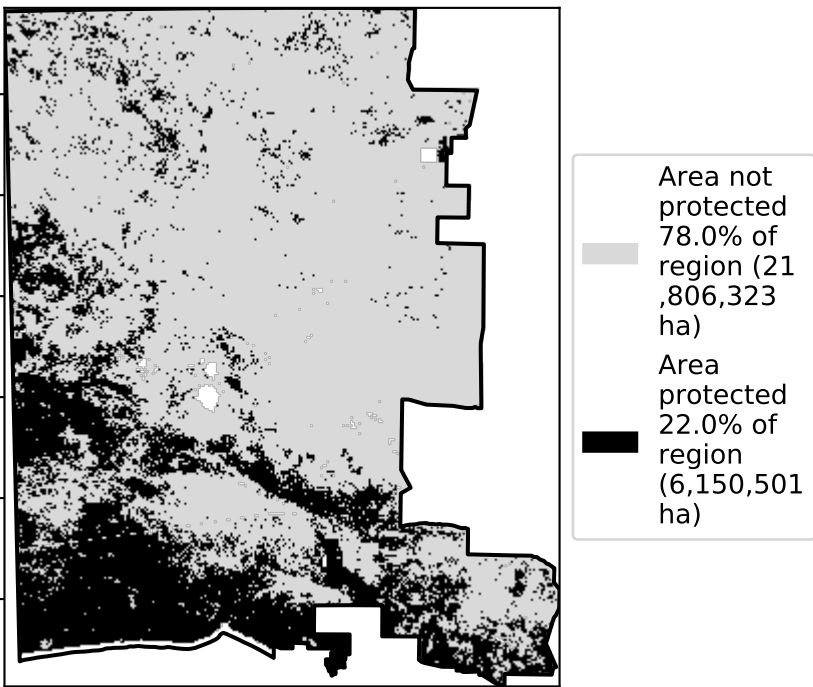 Area not
protected
78.0% of
region (21
,806,323
ha)
Area
protected
22.0% of
region
(6,150,501
ha)